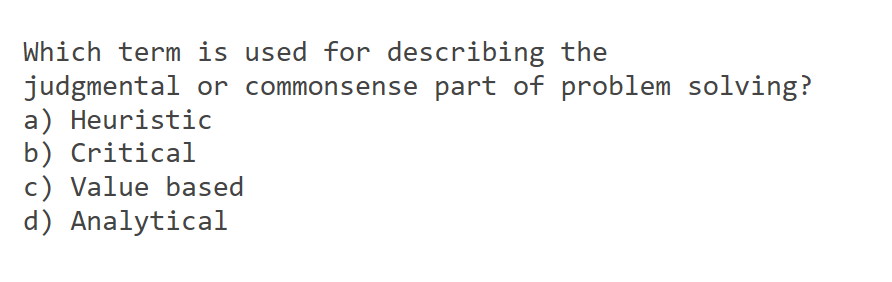 Which term is used for describing the
judgmental or commonsense part of problem solving?
a) Heuristic
b) Critical
c) Value based
d) Analytical